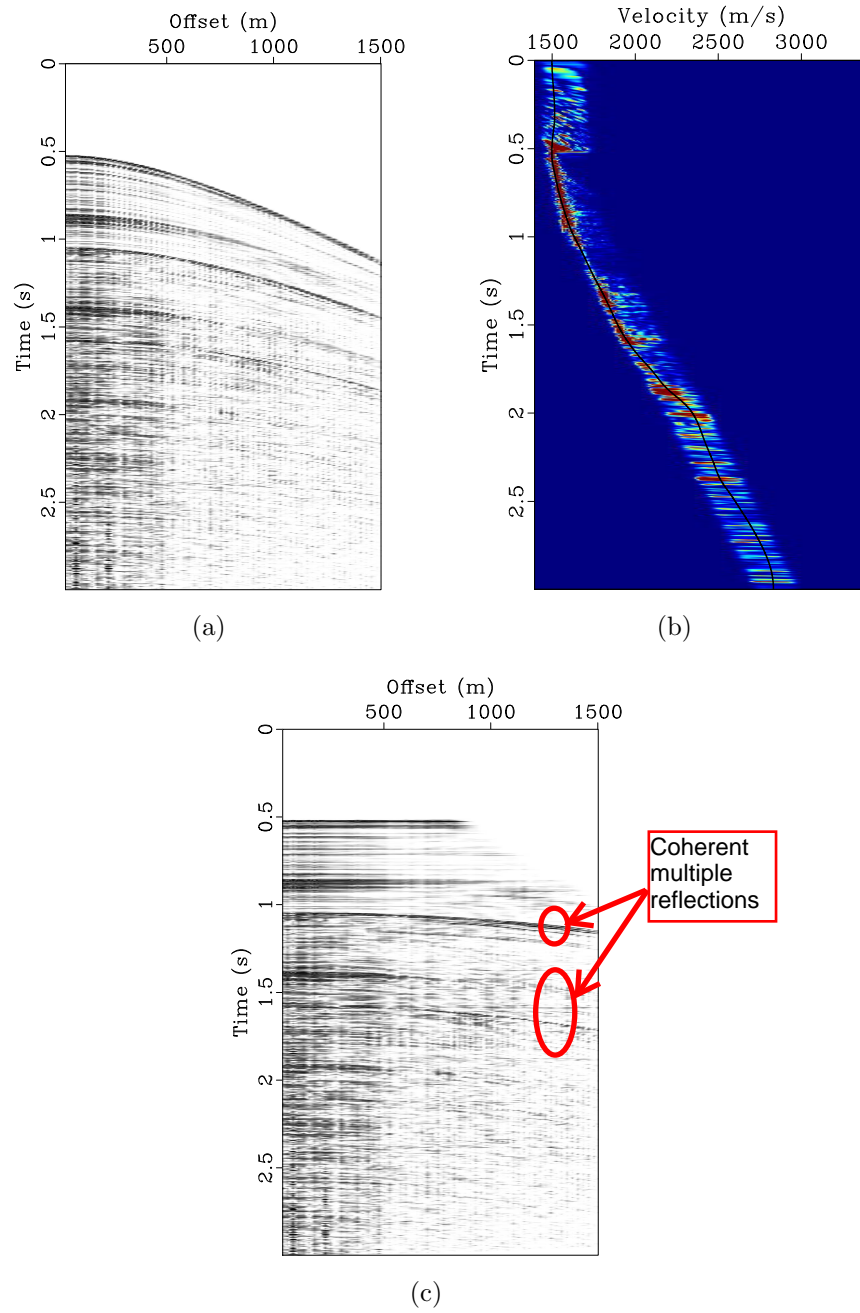 Offset (m)
500 1000 1500
0
0.5
1
1.5
2
2.5
Time (s)
(a)
Velocity (m/s)
1500 2000 2500 3000
0
0.5
1
1.5
2
2.5
Time (s)
(b)
Offset (m)
500 1000 1500
0
0.5
1
1.5
2
2.5
Time (s)
Coherent
multiple
reflections
(c)